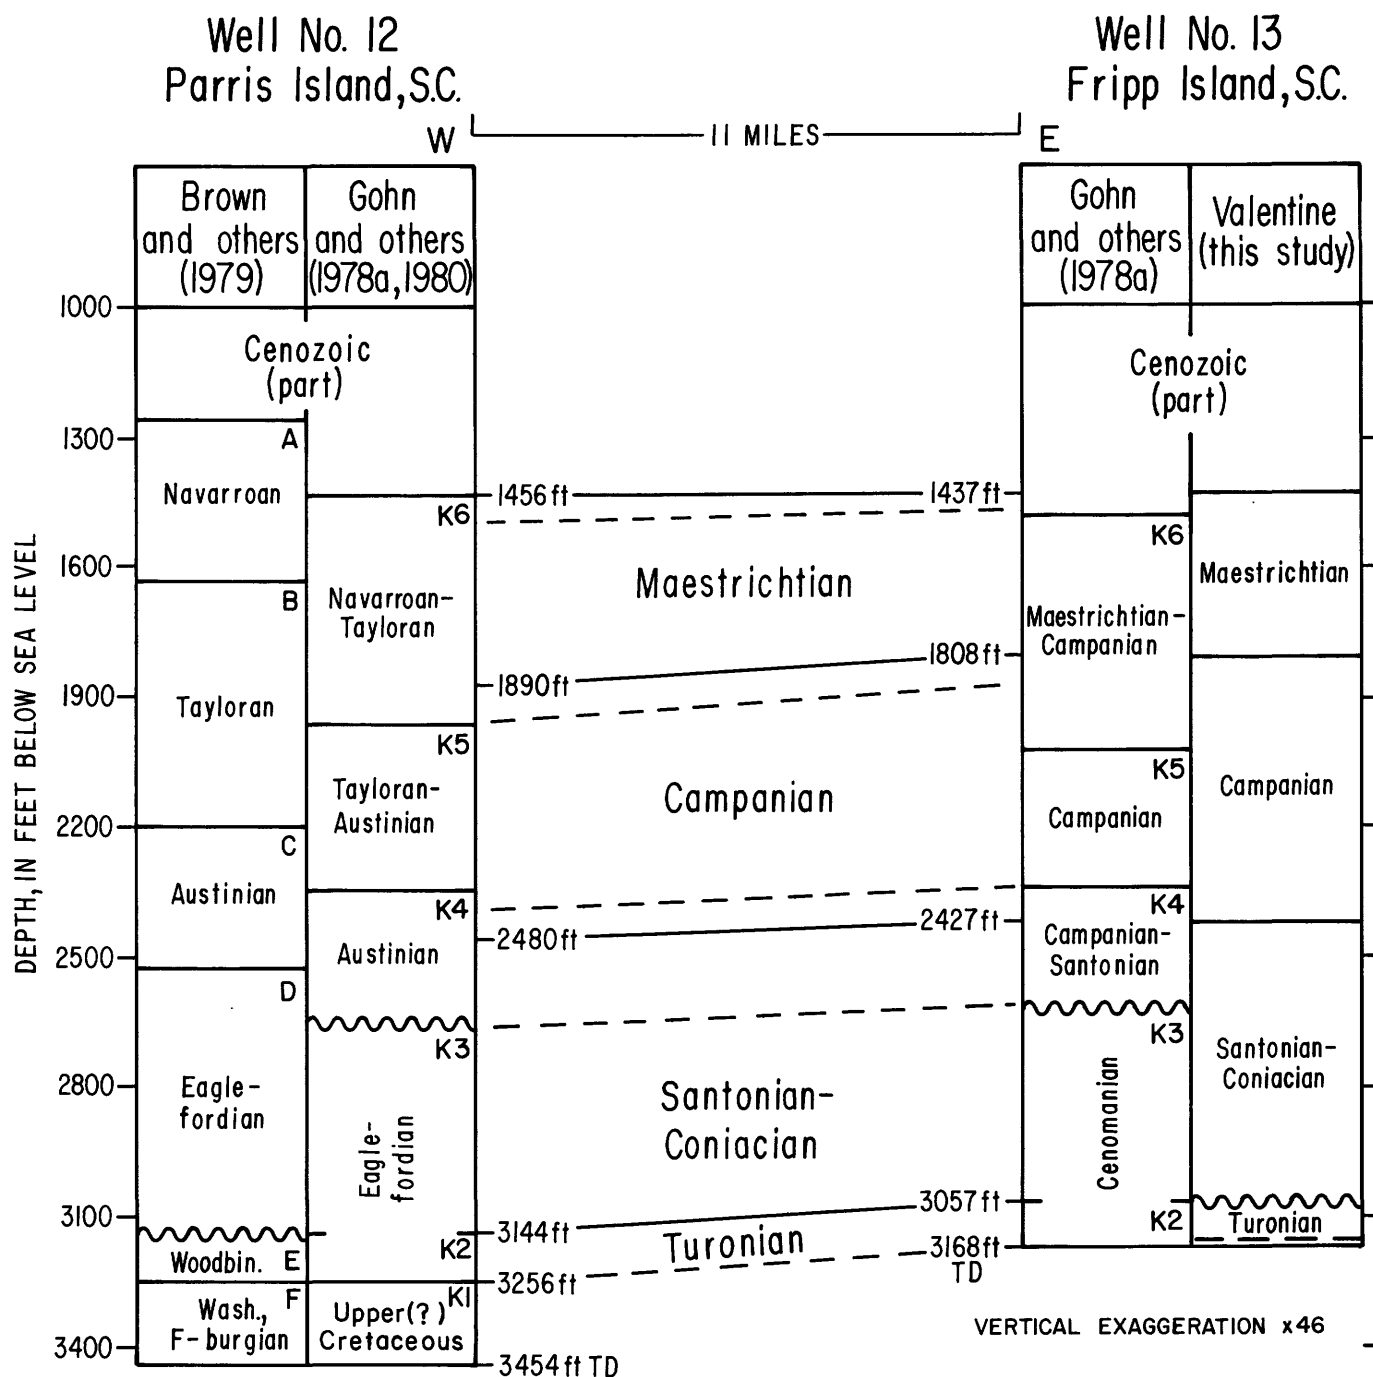 Well No. 12
Parris Island, S.C.
Well No. 13
Fripp Island, S.C.
W
11 MILES
E
Brown
and others
(1979)
Gohn
and others
(1978a, 1980)
Gohn
and others
(1978a)
Valentine
(this study)
DEPTH, IN FEET BELOW SEA LEVEL
1000
1300
1600
1900
2200
2500
2800
3100
3400
Cenozoic
(part)
A
Navarroan
B
Tayloran
C
Austinian
D
Eagle-
fordian
Woodbin. E
F
Wash.,
F-burgian
K6
Navarroan-
Tayloran
K5
Tayloran-
Austinian
K4
Austinian
K3
Eagle-
fordian
K2
K1
Upper(?)
Cretaceous
1456 ft
1437 ft
Maestrichtian
1890 ft
1808 ft
Campanian
2480 ft
2427 ft
Santonian-
Coniacian
3144 ft
3057 ft
Turonian
3256 ft
3168 ft
TD
3454 ft TD
Cenozoic
(part)
K6
Maestrichtian-
Campanian
K5
Campanian
K4
Campanian-
Santonian
K3
Cenomanian
K2
Maestrichtian
Campanian
Santonian-
Coniacian
Turonian
VERTICAL EXAGGERATION x46